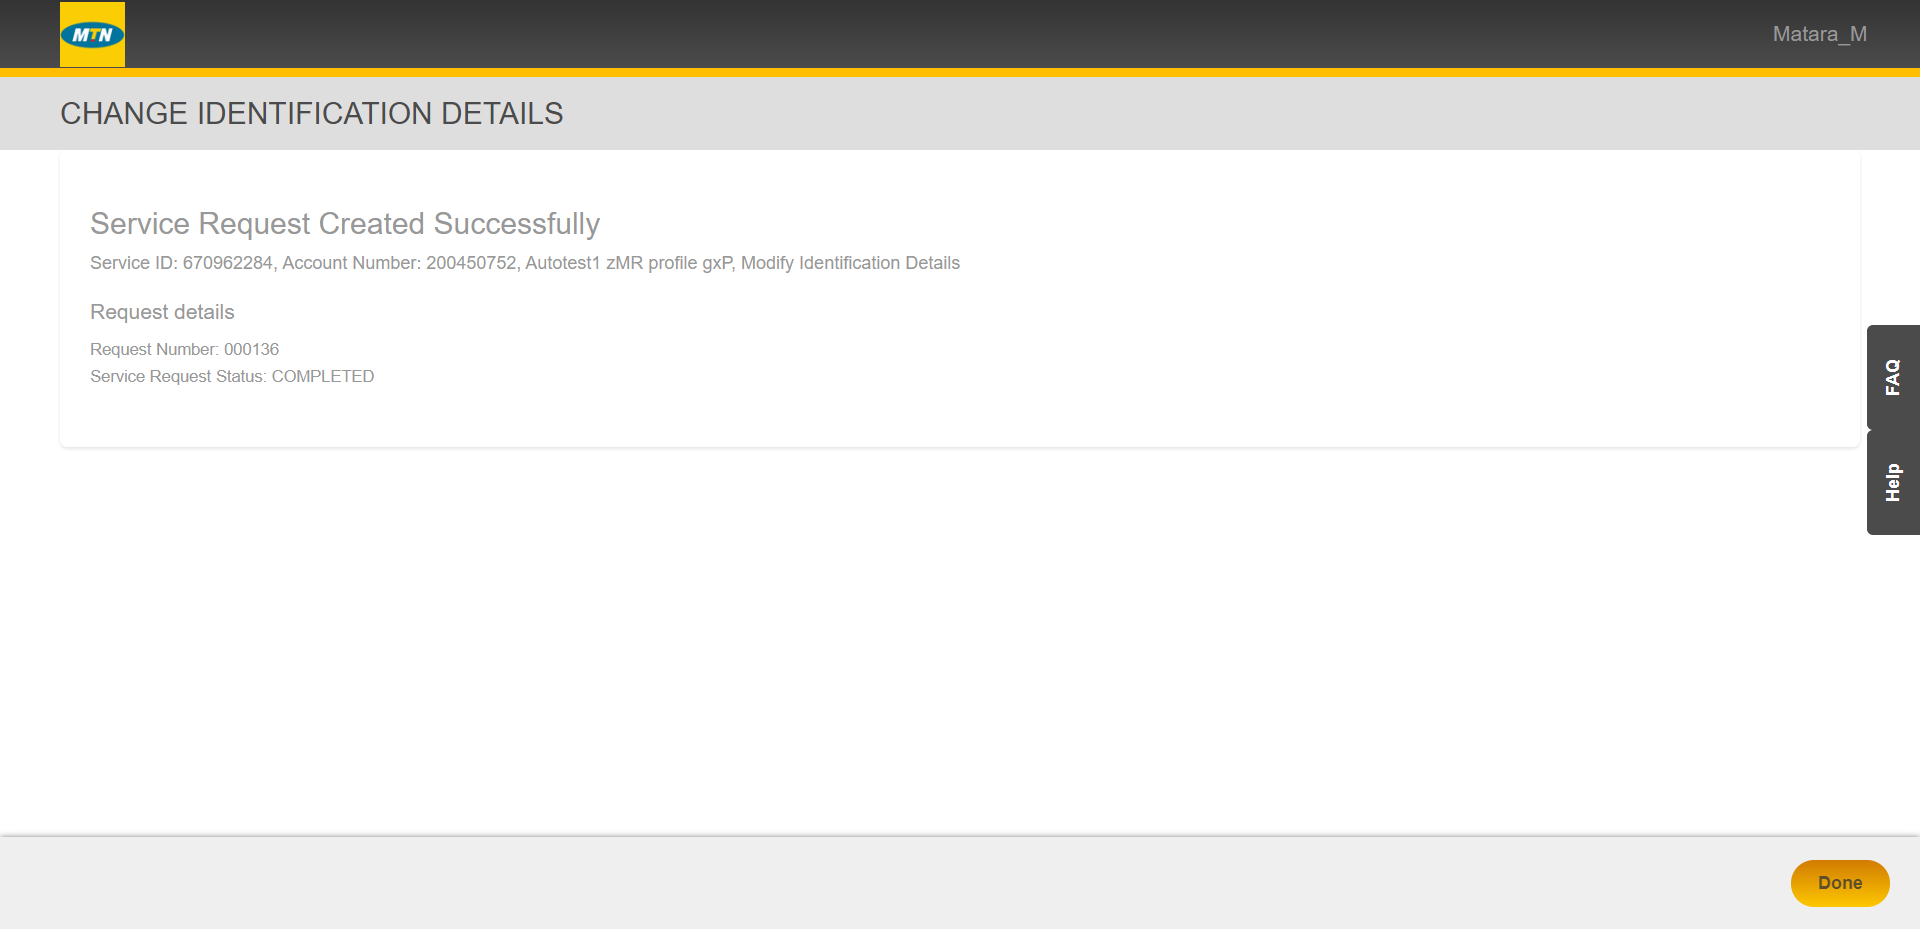 MTN
Matara_M
CHANGE IDENTIFICATION DETAILS
Service Request Created Successfully
Service ID: 670962284, Account Number: 200450752, Autotest1 zMR profile gxP, Modify Identification Details
Request details
Request Number: 000136
Service Request Status: COMPLETED
FAQ
Help
Done